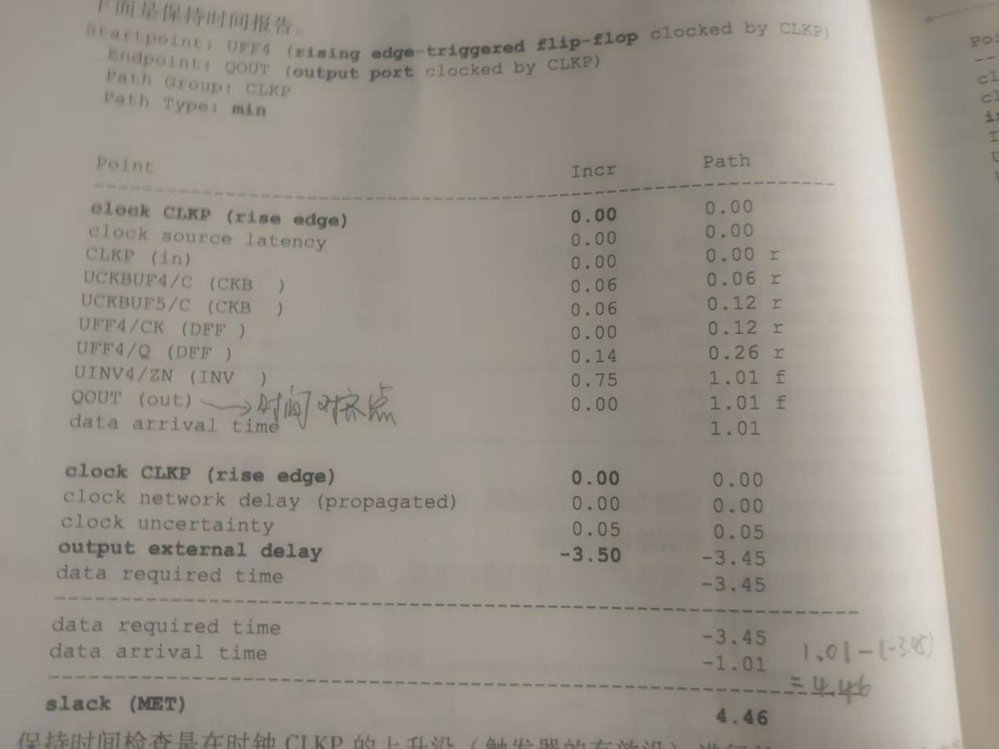 下面是保持时间报告。
Startpoint: UFF4 (rising edge-triggered flip-flop clocked by CLKP)
Endpoint: QOUT (output port clocked by CLKP)
Path Group: CLKP
Path Type: min
Point Incr Path
clock CLKP (rise edge) 0.00 0.00
clock source latency 0.00 0.00
CLKP (in) 0.00 0.00 r
UCKBUF4/C (CKB ) 0.06 0.06 r
UCKBUF5/C (CKB ) 0.06 0.12 r
UFF4/CK (DFF ) 0.00 0.12 r
UFF4/Q (DFF ) 0.14 0.26 r
UINV4/ZN (INV ) 0.75 1.01 f
QOUT (out) 时间对齐点 0.00 1.01 f
data arrival time 1.01
clock CLKP (rise edge) 0.00 0.00
clock network delay (propagated) 0.00 0.00
clock uncertainty 0.05 0.05
output external delay -3.50 -3.45
data required time -3.45
data required time -3.45
data arrival time -1.01
1.01-(-3.45)
=4.46
slack (MET) 4.46
保持时间检查是在时钟 CLKP 的上升沿（触发器的有效沿）进行